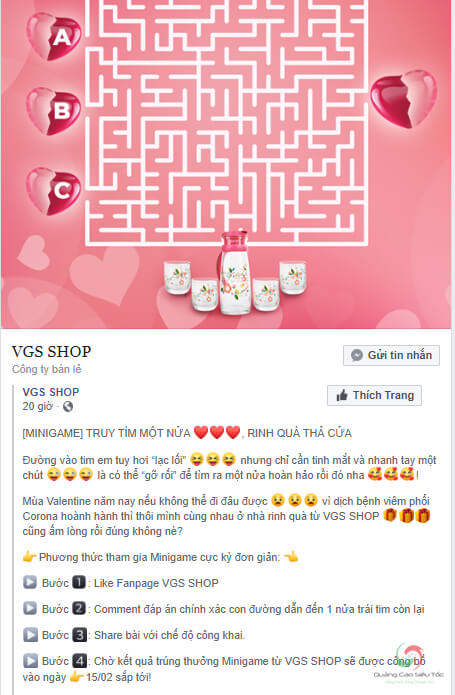 A
B
C
VGS SHOP
Công ty bán lẻ
Gửi tin nhắn
VGS SHOP
20 giờ ·
Thích Trang
[MINIGAME] TRUY TÌM MỘT NỬA ❤️❤️❤️, RINH QUÀ THẢ CỬA
Đường vào tim em tuy hơi “lạc lối” 😝😝😝 nhưng chỉ cần tinh mắt và nhanh tay một
chút 😂😂😂 là có thể “gỡ rối” để tìm ra một nửa hoàn hảo rồi đó nha 🥰🥰🥰!
Mùa Valentine năm nay nếu không thể đi đâu được 😧😧😧 vì dịch bệnh viêm phổi
Corona hoành hành thì thôi mình cùng nhau ở nhà rinh quà từ VGS SHOP 🎁🎁🎁
cũng ấm lòng rồi đúng không nè?
👉Phương thức tham gia Minigame cực kỳ đơn giản: 👈
▶️ Bước 1️⃣: Like Fanpage VGS SHOP
▶️ Bước 2️⃣: Comment đáp án chính xác con đường dẫn đến 1 nửa trái tim còn lại
▶️ Bước 3️⃣: Share bài với chế độ công khai.
▶️ Bước 4️⃣: Chờ kết quả trúng thưởng Minigame từ VGS SHOP sẽ được công bố
vào ngày 👉15/02 sắp tới!
Quảng Cáo Siêu Tốc